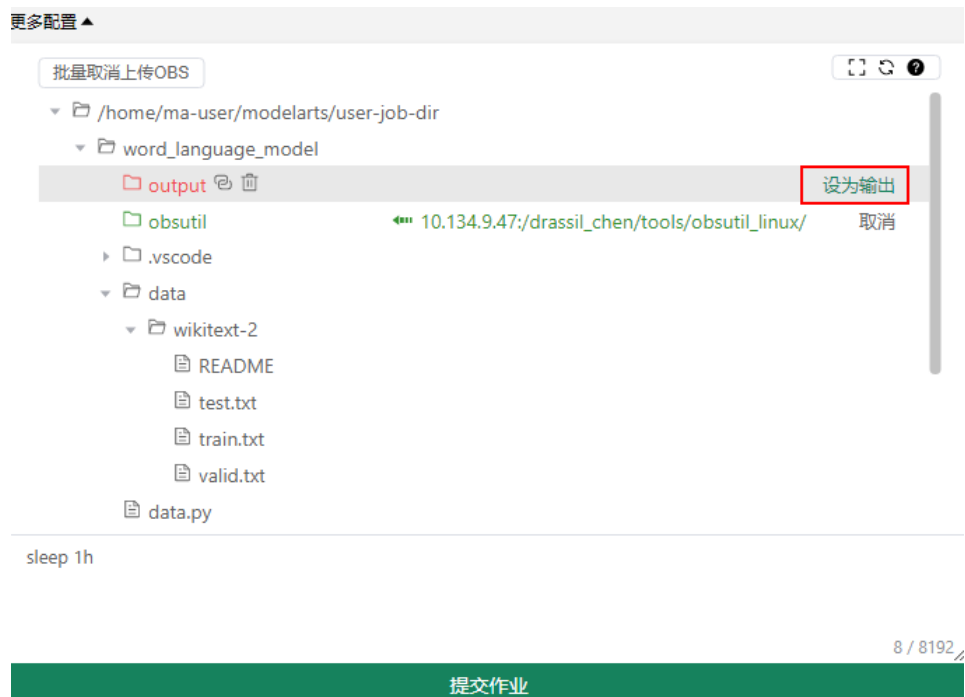 更多配置▲
批量取消上传OBS
/home/ma-user/modelarts/user-job-dir
word_language_model
output 设为输出
obsutil 10.134.9.47:/drassil_chen/tools/obsutil_linux/ 取消
.vscode
data
wikitext-2
README
test.txt
train.txt
valid.txt
data.py
sleep 1h
8 / 8192
提交作业